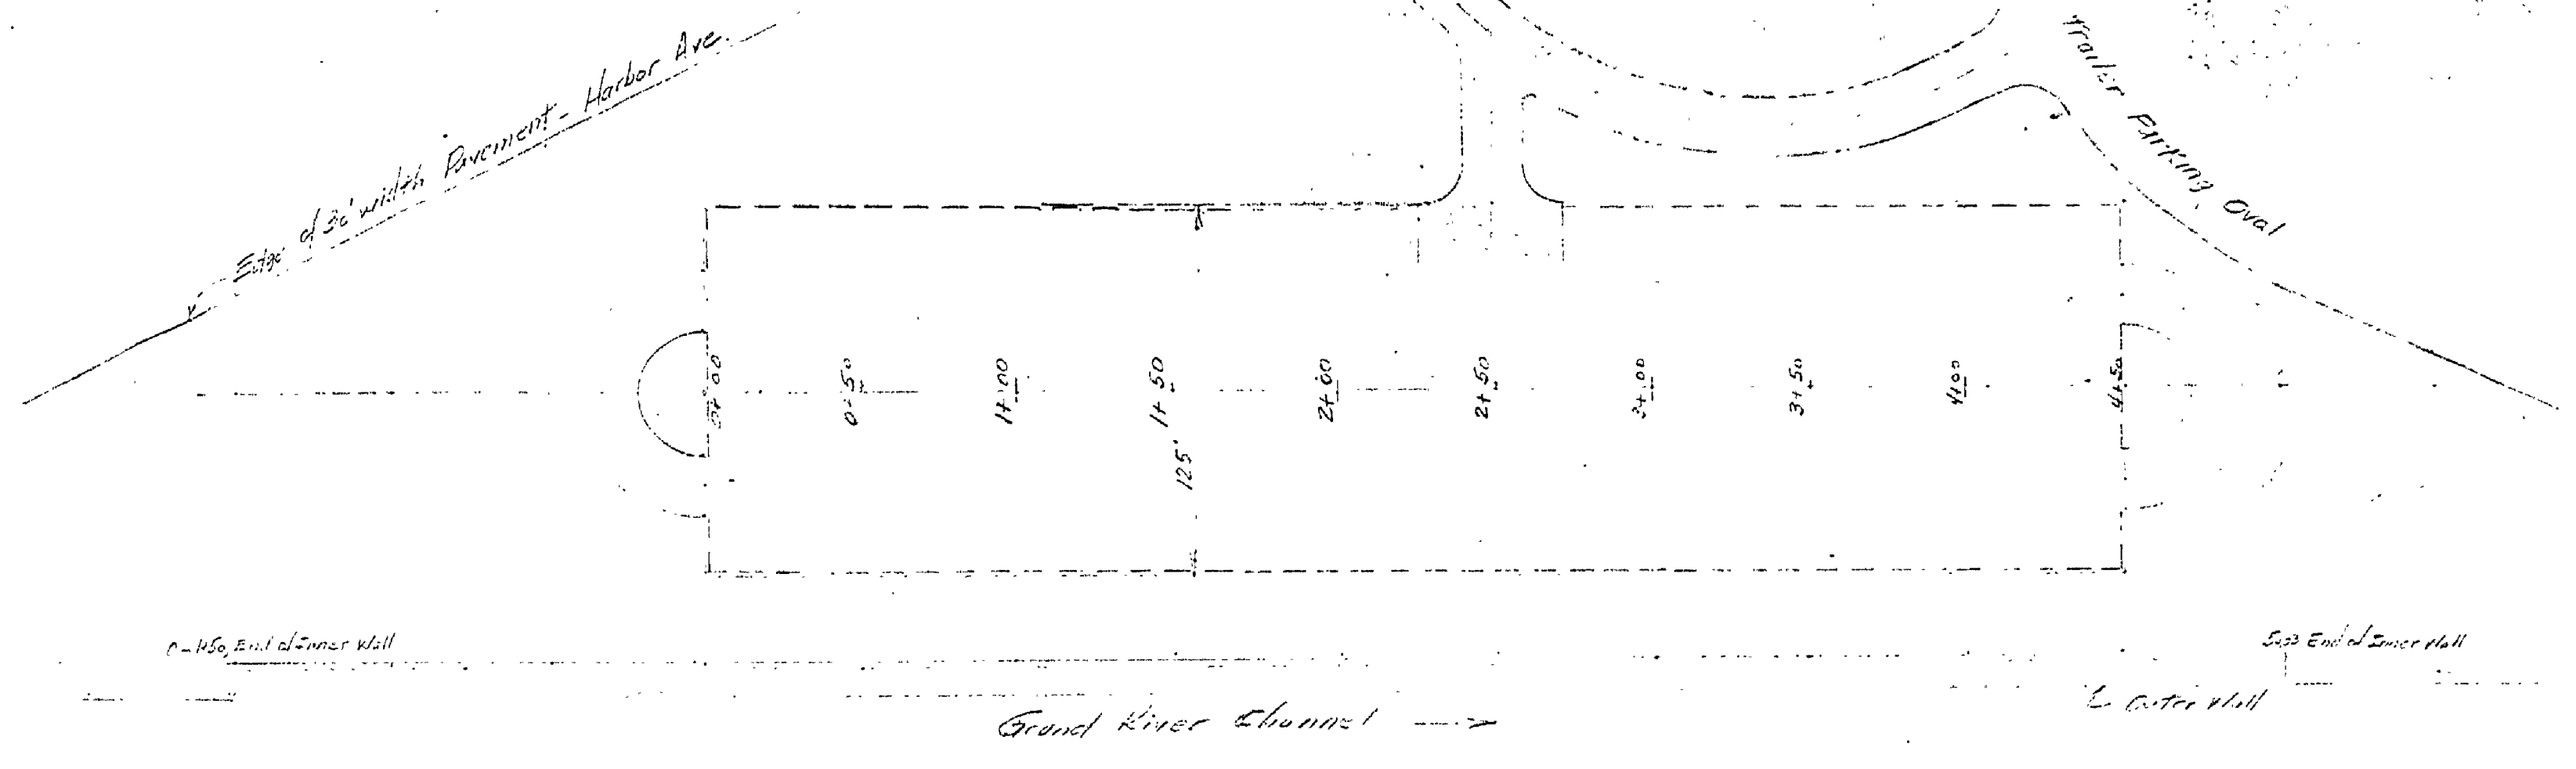 Edge of 36' width Pavement - Harbor Ave.
Trailer Parking Oval
0+00
0+50
1+00
1+50
2+00
2+50
3+00
3+50
4+00
4+50
125'
End of Inner Wall
End of Inner Wall
Outer Wall
Grand River Channel